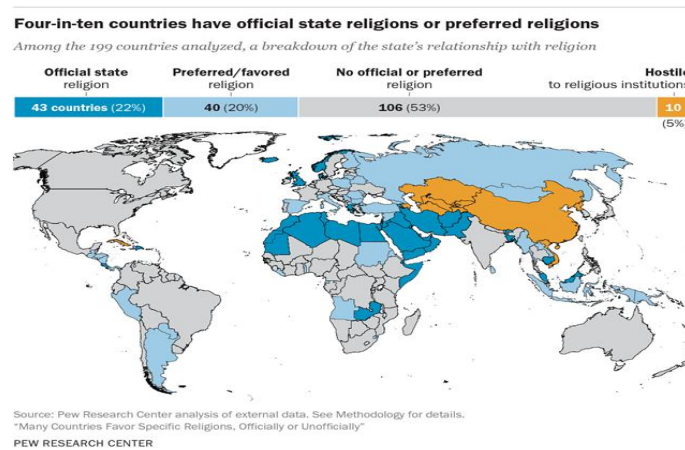 Four-in-ten countries have official state religions or preferred religions
Among the 199 countries analyzed, a breakdown of the state's relationship with religion
Official state religion
Preferred/favored religion
No official or preferred religion
Hostile to religious institutions
43 countries (22%)
40 (20%)
106 (53%)
10 (5%)
Source: Pew Research Center analysis of external data. See Methodology for details.
"Many Countries Favor Specific Religions, Officially or Unofficially"
PEW RESEARCH CENTER